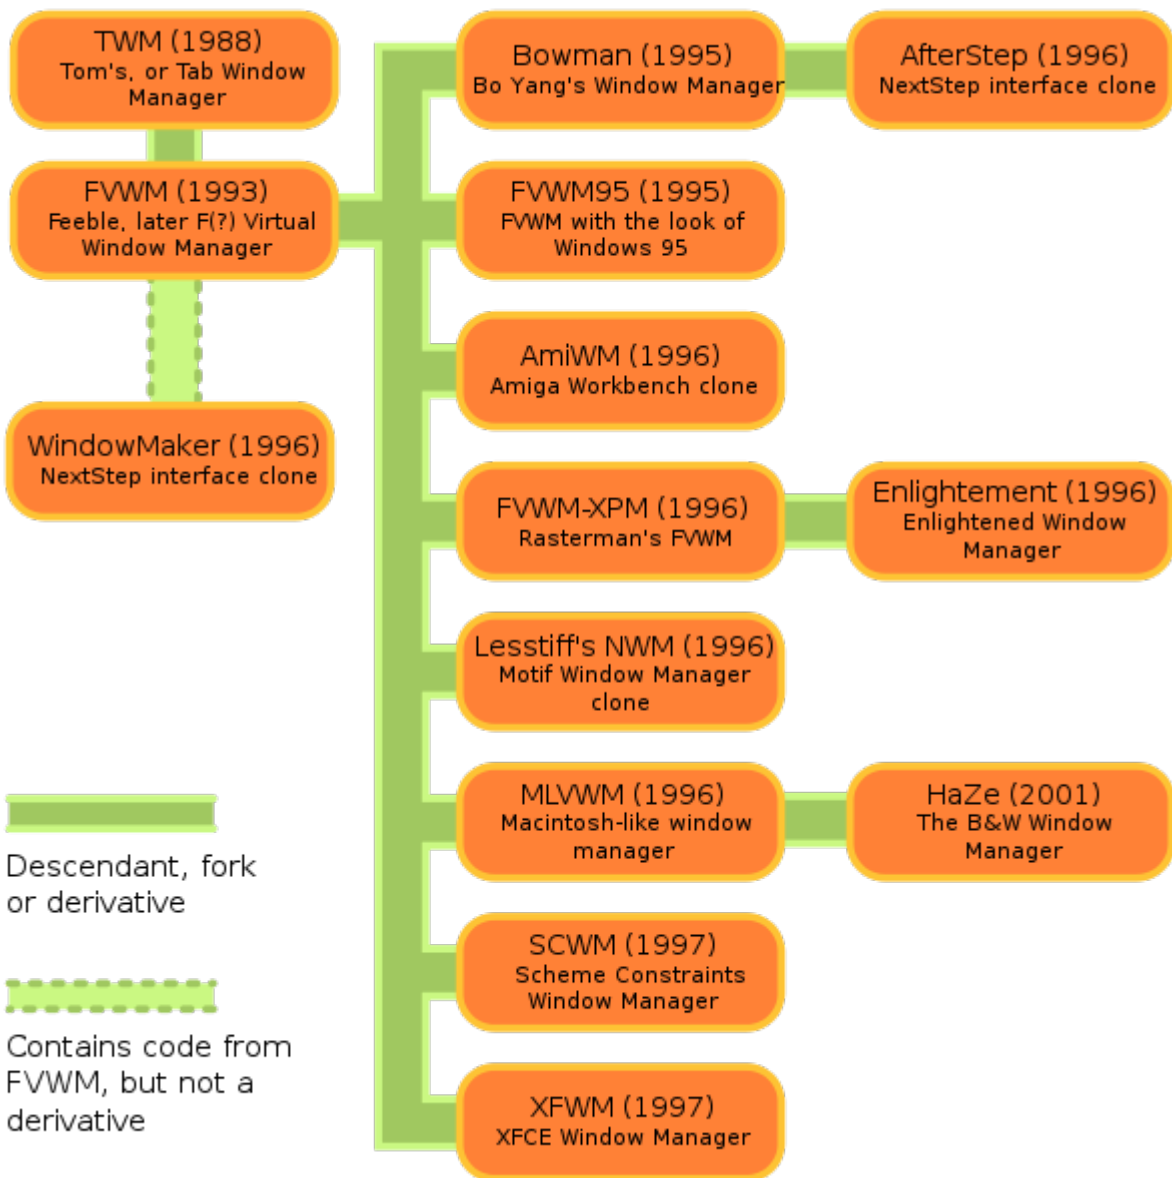 TWM (1988)
Tom's, or Tab Window
Manager
FVWM (1993)
Feeble, later F(?) Virtual
Window Manager
WindowMaker (1996)
NextStep interface clone
Bowman (1995)
Bo Yang's Window Manager
AfterStep (1996)
NextStep interface clone
FVWM95 (1995)
FVWM with the look of
Windows 95
AmiWM (1996)
Amiga Workbench clone
FVWM-XPM (1996)
Rasterman's FVWM
Enlightement (1996)
Enlightened Window
Manager
Lesstiff's NWM (1996)
Motif Window Manager
clone
MLVWM (1996)
Macintosh-like window
manager
HaZe (2001)
The B&W Window
Manager
SCWM (1997)
Scheme Constraints
Window Manager
XFWM (1997)
XFCE Window Manager
Descendant, fork
or derivative
Contains code from
FVWM, but not a
derivative